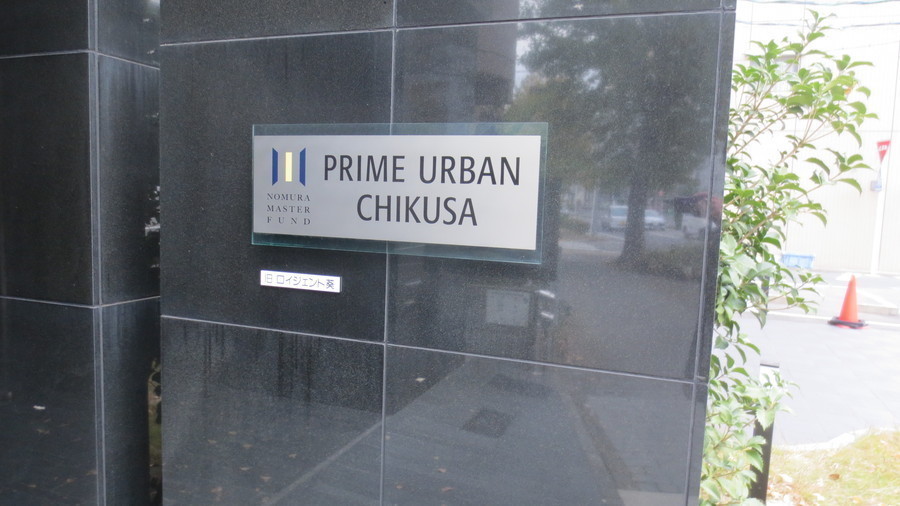 NOMURA
MASTER
FUND
PRIME URBAN
CHIKUSA
旧 ロイジェント葵